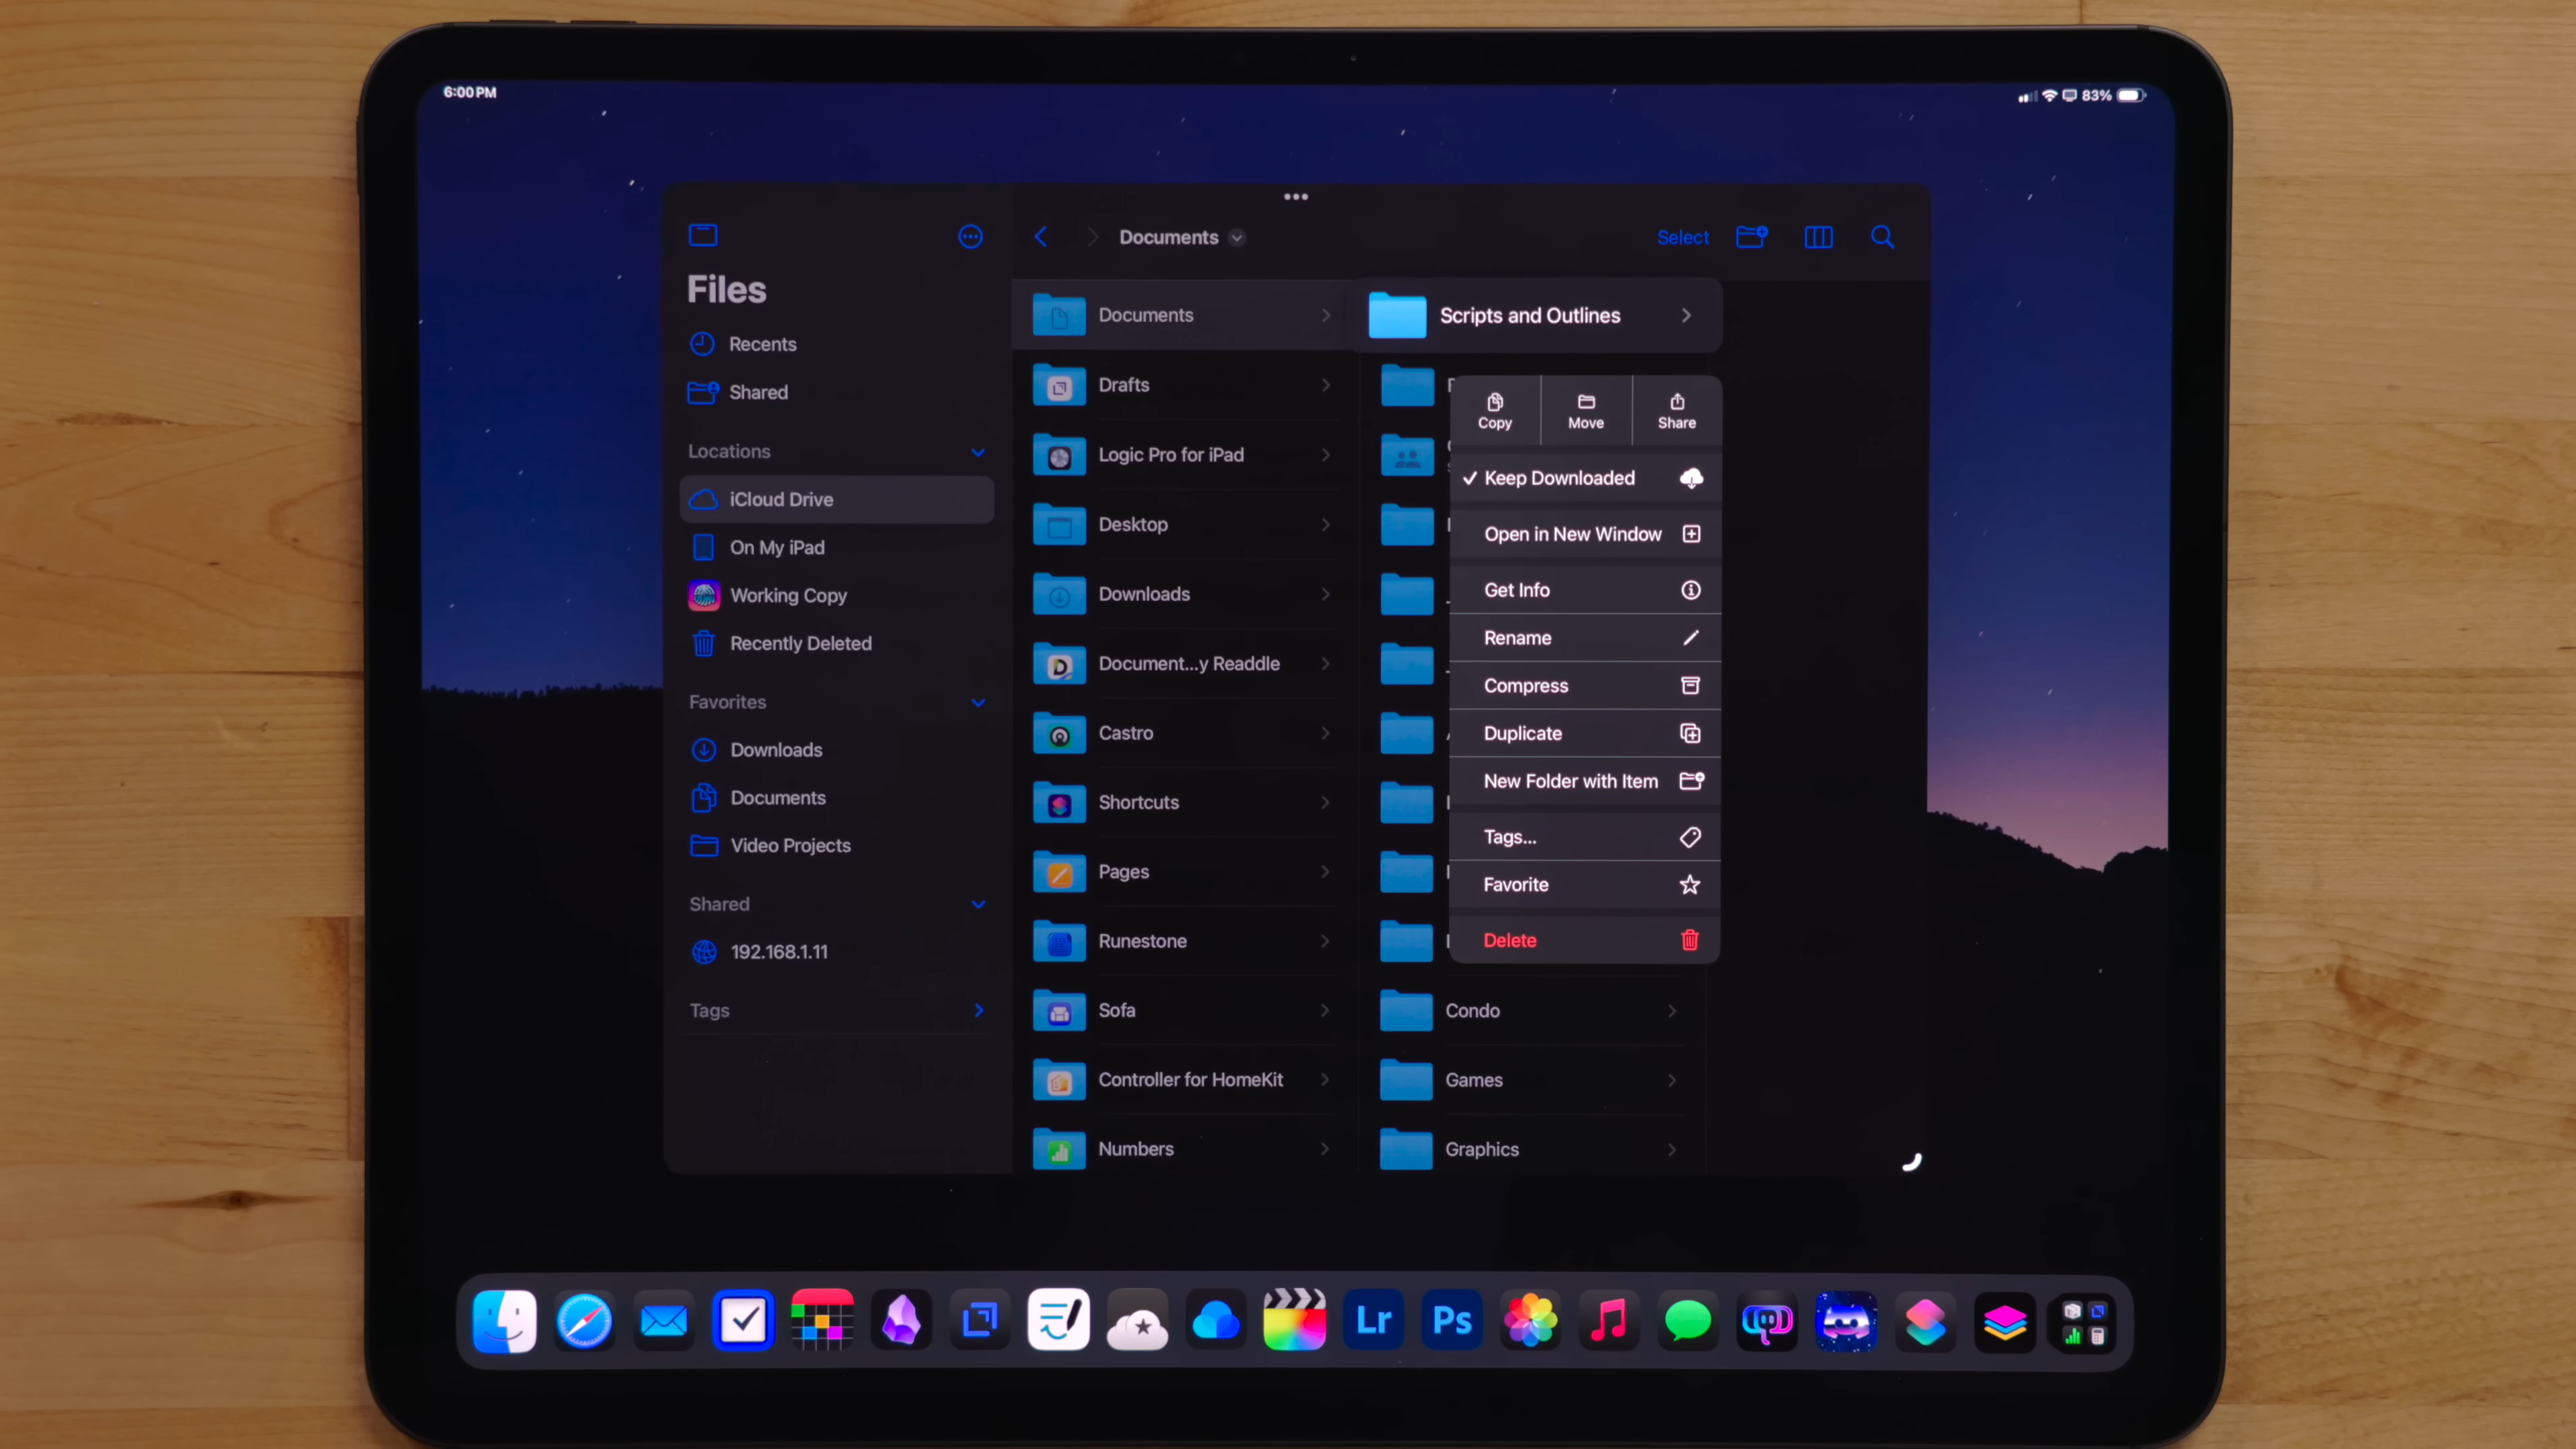 6:00 PM
83%
Files
Recents
Shared
Locations
iCloud Drive
On My iPad
Working Copy
Recently Deleted
Favorites
Downloads
Documents
Video Projects
Shared
192.168.1.11
Tags
Documents
Select
Documents
Drafts
Logic Pro for iPad
Desktop
Downloads
Document...y Readdle
Castro
Shortcuts
Pages
Runestone
Sofa
Controller for HomeKit
Numbers
Scripts and Outlines
Copy
Move
Share
Keep Downloaded
Open in New Window
Get Info
Rename
Compress
Duplicate
New Folder with Item
Tags...
Favorite
Delete
Condo
Games
Graphics
Lr
Ps